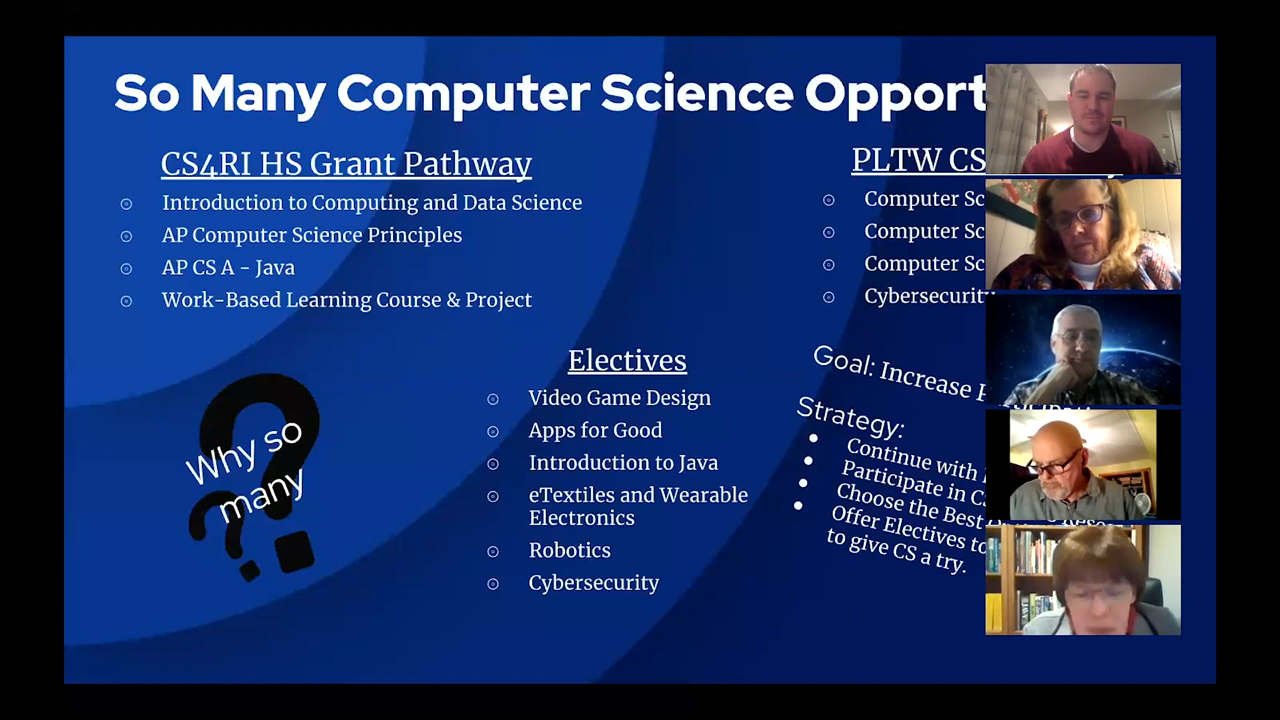 So Many Computer Science Opport
CS4RI HS Grant Pathway
Introduction to Computing and Data Science
AP Computer Science Principles
AP CS A - Java
Work-Based Learning Course & Project
PLTW CS
Computer Sc
Computer Sc
Computer Sc
Cybersecurity
Electives
Video Game Design
Apps for Good
Introduction to Java
eTextiles and Wearable
Electronics
Robotics
Cybersecurity
Why so
many
Goal: Increase
Strategy:
Continue with
Participate in
Choose the Best
Offer Electives to
to give CS a try.